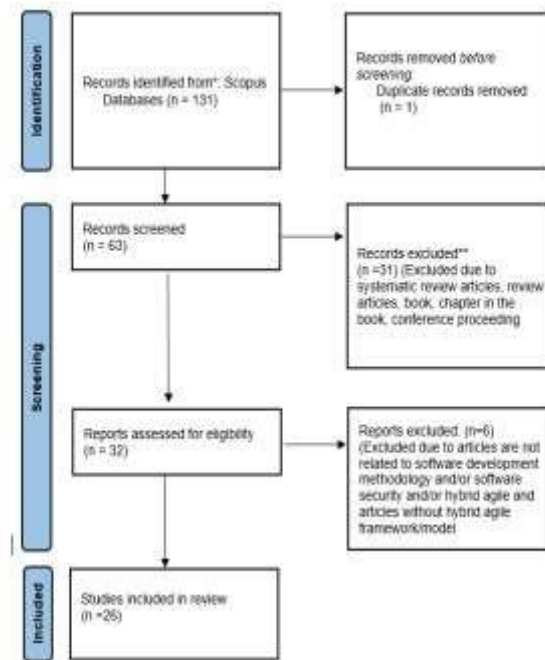 Identification
Records identified from*: Scopus
Databases (n = 131)
Records removed before
screening:
Duplicate records removed
(n = 1)
Screening
Records screened
(n = 63)
Records excluded**
(n =31) (Excluded due to
systematic review articles, review
articles, book, chapter in the
book, conference proceeding
Reports assessed for eligibility
(n = 32)
Reports excluded: (n=6)
(Excluded due to articles are not
related to software development
methodology and/or software
security and/or hybrid agile and
articles without hybrid agile
framework/model
Included
Studies included in review
(n =26)